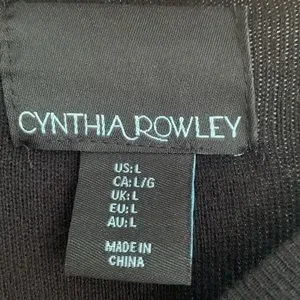 CYNTHIA ROWLEY
US: L
CA: L/G
UK: L
EU: L
AU: L
MADE IN
CHINA